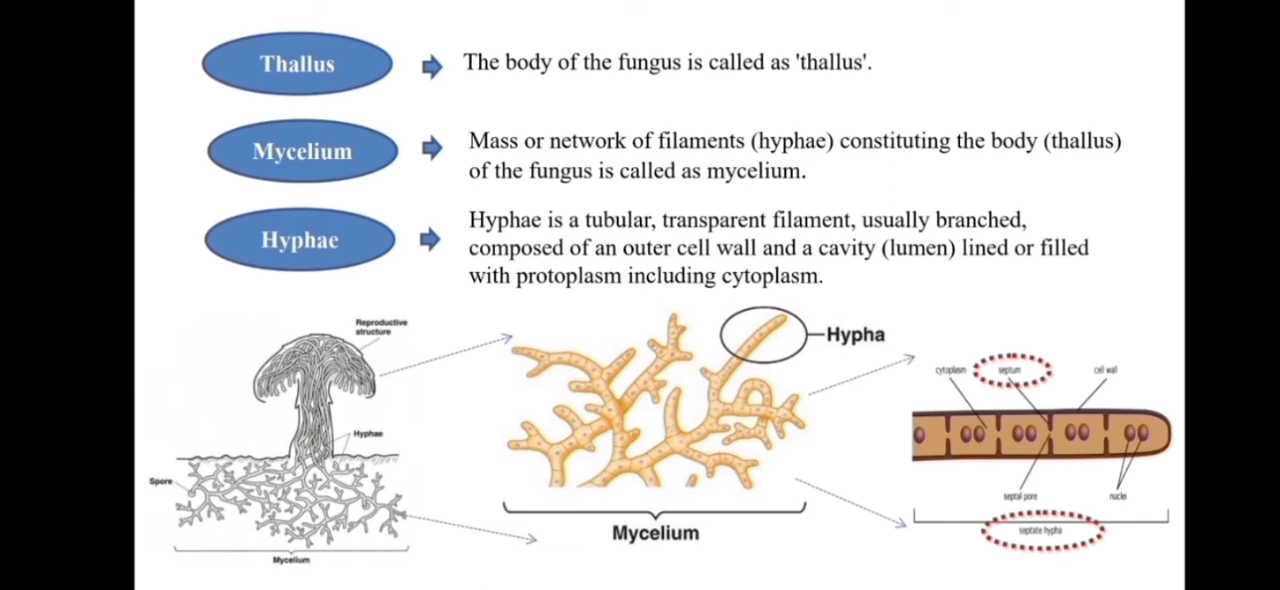 Thallus
The body of the fungus is called as 'thallus'.
Mycelium
Mass or network of filaments (hyphae) constituting the body (thallus)
of the fungus is called as mycelium.
Hyphae
Hyphae is a tubular, transparent filament, usually branched,
composed of an outer cell wall and a cavity (lumen) lined or filled
with protoplasm including cytoplasm.
Reproductive
structure
Hyphae
Spore
Mycelium
Hypha
Mycelium
cytoplasm
septum
cell wall
septal pore
nuclei
septate hypha